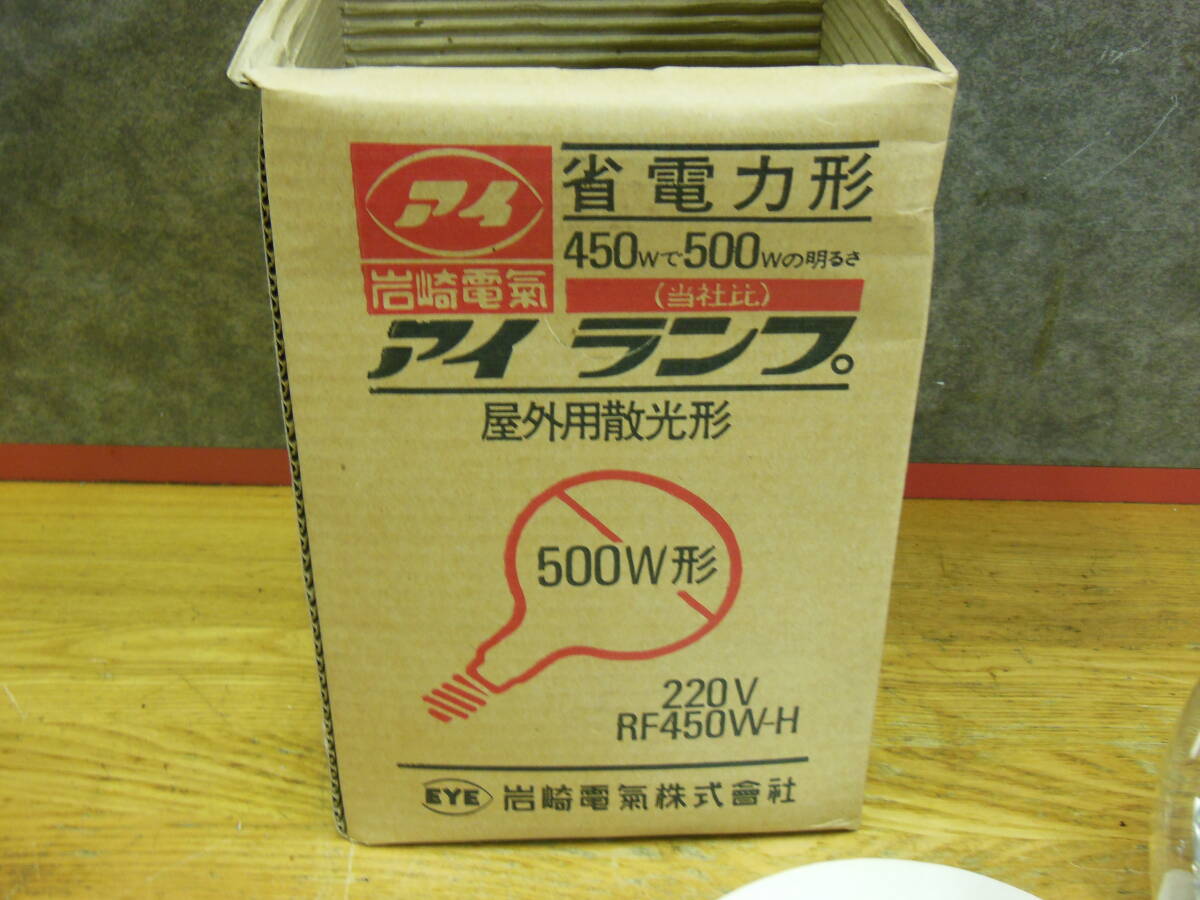 アイ
岩崎電氣
省電力形
450Wで500Wの明るさ
(当社比)
アイ ランプ。
屋外用散光形
500W形
220V
RF450W-H
EYE 岩崎電氣株式會社